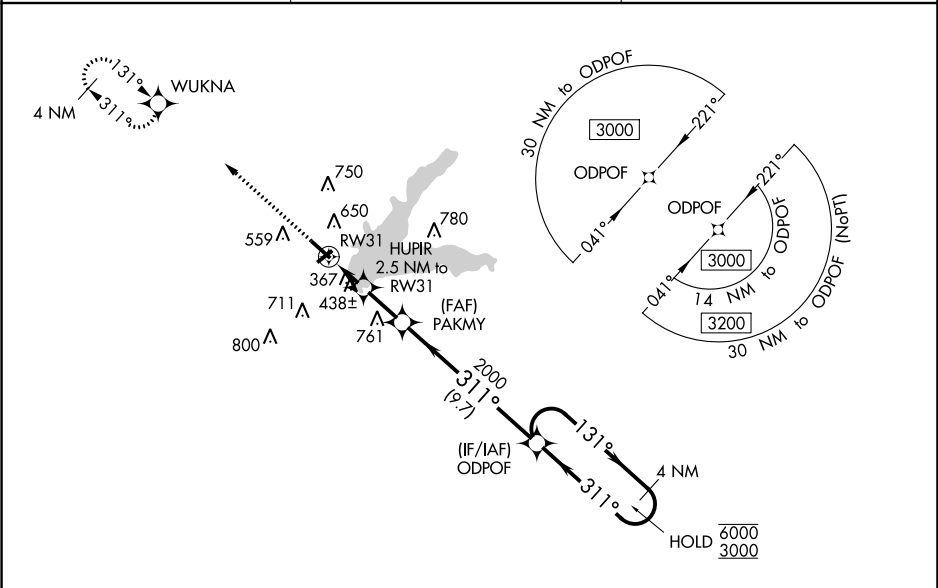 131°
WUKNA
311°
4 NM
30 NM to ODPOF
3000
221°
ODPOF
041°
221°
ODPOF
3000
041°
14 NM to ODPOF
3200
30 NM to ODPOF (NoPT)
750
650
780
559
RW31
HUPIR
2.5 NM to
RW31
367
438±
711
(FAF)
PAKMY
761
800
2000
311°
(9.7)
(IF/IAF)
ODPOF
131°
4 NM
311°
HOLD 6000
3000